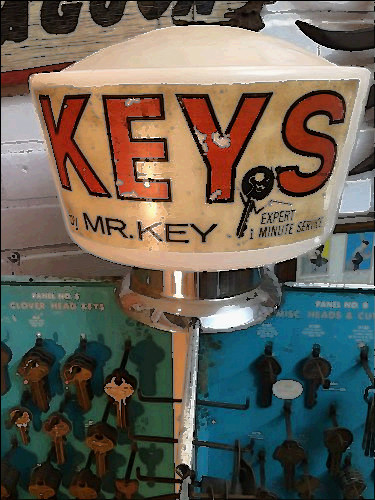 KEYS
by MR. KEY
EXPERT
1 MINUTE SERVICE
PANEL NO. 5
CLOVER HEAD KEYS
PANEL NO. 8
MISC. HEADS &